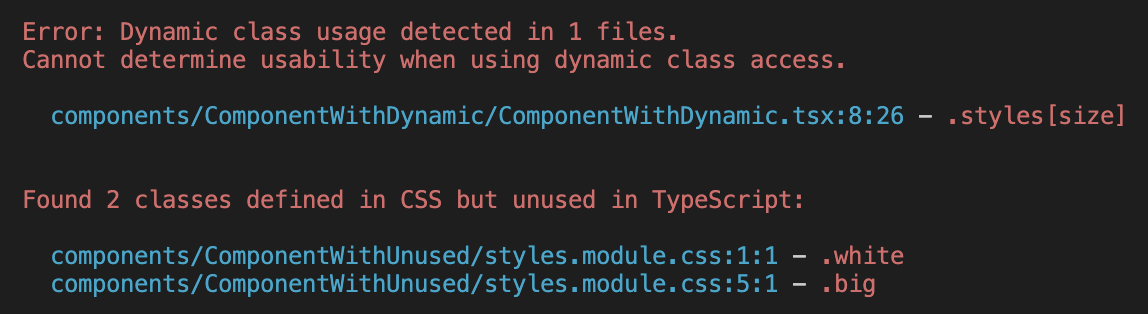 Error: Dynamic class usage detected in 1 files.
Cannot determine usability when using dynamic class access.
components/ComponentWithDynamic/ComponentWithDynamic.tsx:8:26 – .styles[size]
Found 2 classes defined in CSS but unused in TypeScript:
components/ComponentWithUnused/styles.module.css:1:1 – .white
components/ComponentWithUnused/styles.module.css:5:1 – .big